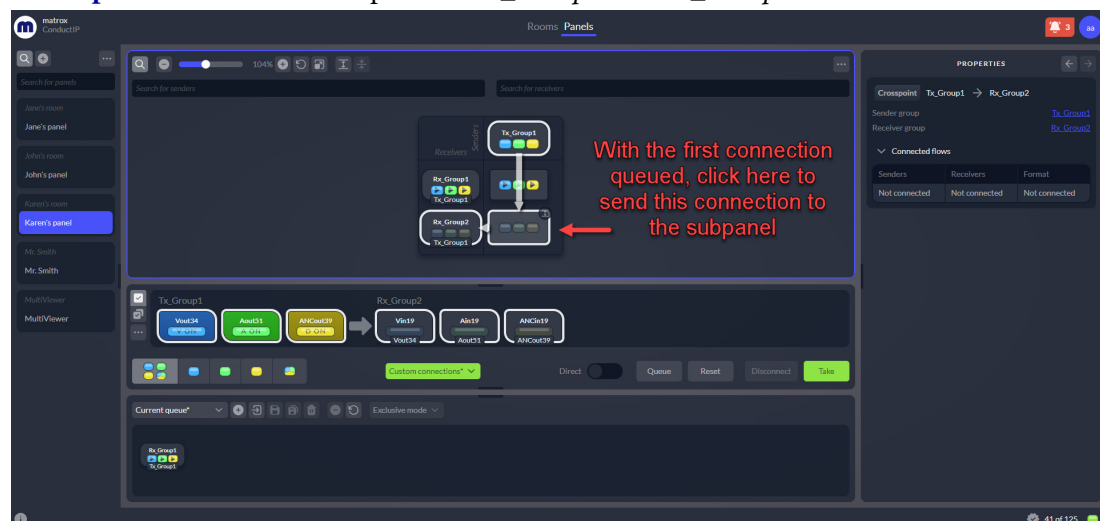 matrox
ConductIP
Rooms Panels
3
aa
104%
PROPERTIES
Search for panels
Search for senders
Search for receivers
Crosspoint Tx_Group1 → Rx_Group2
Jane's room
Jane's panel
Sender group Tx_Group1
Receiver group Rx_Group2
Connected flows
Senders Receivers Format
Not connected Not connected Not connected
John's room
John's panel
Karen's room
Karen's panel
Mr. Smith
Mr. Smith
MultiViewer
MultiViewer
Senders
Receivers
Tx_Group1
Rx_Group1
Tx_Group1
Rx_Group2
Tx_Group1
With the first connection
queued, click here to
send this connection to
the subpanel
Tx_Group1 Rx_Group2
Vout34 Aout51 ANCout39 Vin19 Ain19 ANCin19
V ON A ON D ON
Vout34 Aout51 ANCout39
Custom connections* Direct Queue Reset Disconnect Take
Current queue* Exclusive mode
Rx_Group1
Tx_Group1
41 of 125